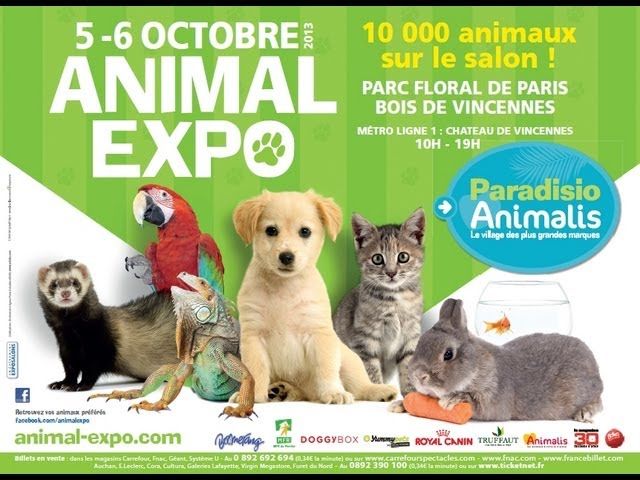 5 - 6 OCTOBRE 2013
ANIMAL
EXPO
10 000 animaux
sur le salon !
PARC FLORAL DE PARIS
BOIS DE VINCENNES
MÉTRO LIGNE 1 : CHATEAU DE VINCENNES
10H - 19H
Paradisio
Animalis
Le village des plus grandes marques
Retrouvez vos animaux préférés
facebook.com/animalexpo
animal-expo.com
Boomerang
DOGGYBOX
Yummypets
ROYAL CANIN
TRUFFAUT
Animalis
30
Billets en vente : dans les magasins Carrefour, Fnac, Géant, Système U - Au 0 892 692 694 (0,34€ la minute) ou sur www.carrefourspectacles.com - www.fnac.com - www.francebillet.com
Auchan, E.Leclerc, Cora, Cultura, Galeries Lafayette, Virgin Megastore, Furet du Nord - Au 0892 390 100 (0,34€ la minute) ou sur www.ticketnet.fr